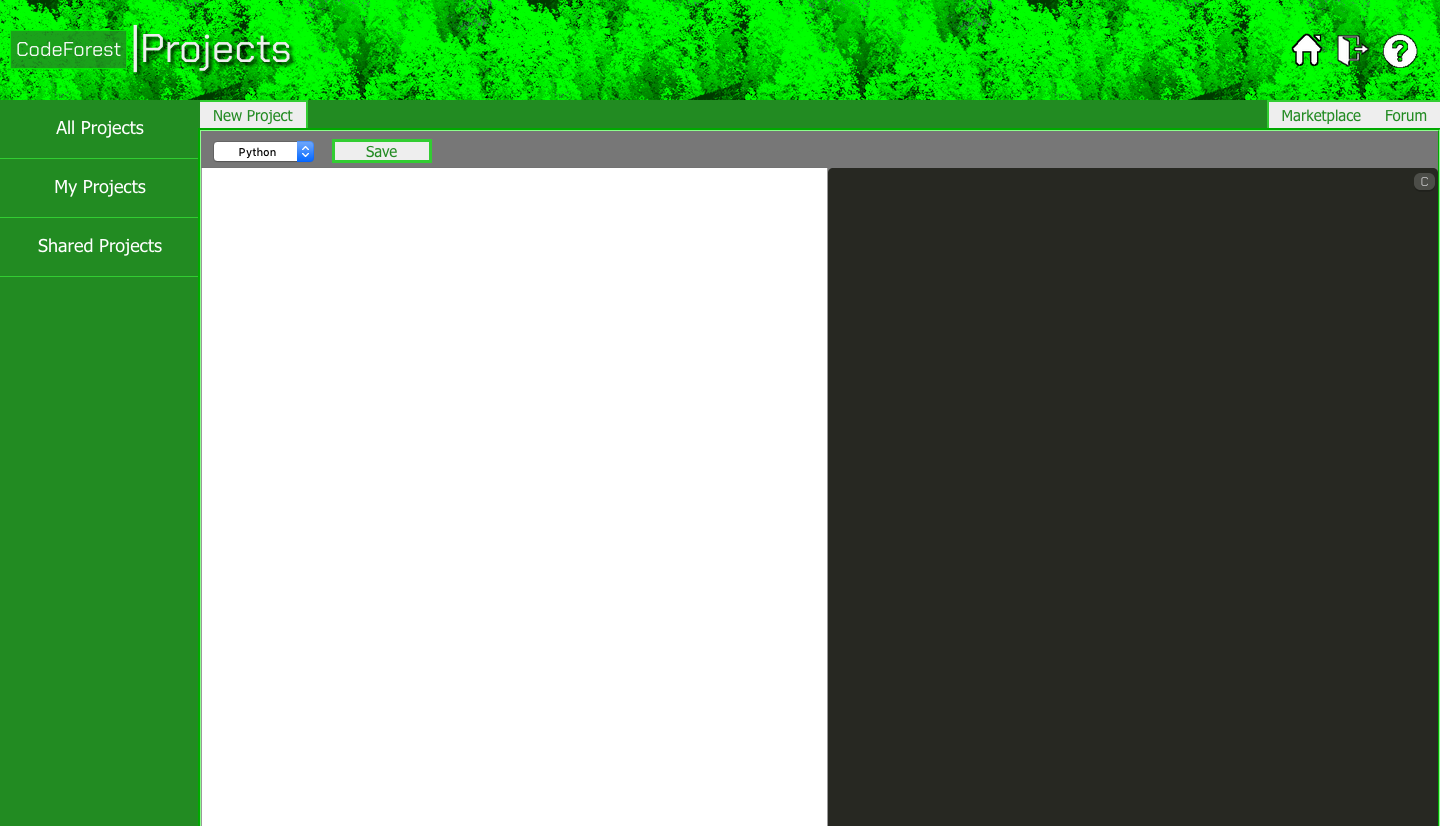 CodeForest
Projects
?
All Projects
My Projects
Shared Projects
New Project
Marketplace
Forum
Python
Save
C